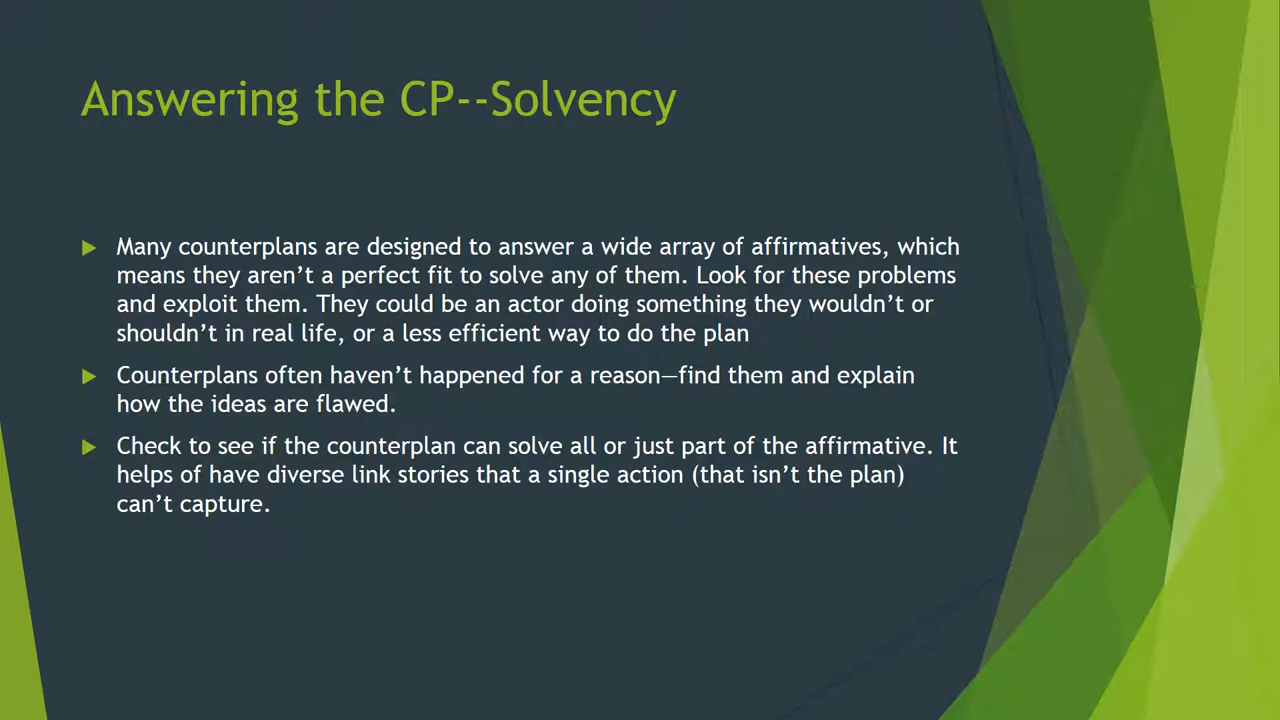 Answering the CP--Solvency
Many counterplans are designed to answer a wide array of affirmatives, which
means they aren’t a perfect fit to solve any of them. Look for these problems
and exploit them. They could be an actor doing something they wouldn’t or
shouldn’t in real life, or a less efficient way to do the plan
Counterplans often haven’t happened for a reason—find them and explain
how the ideas are flawed.
Check to see if the counterplan can solve all or just part of the affirmative. It
helps of have diverse link stories that a single action (that isn’t the plan)
can’t capture.